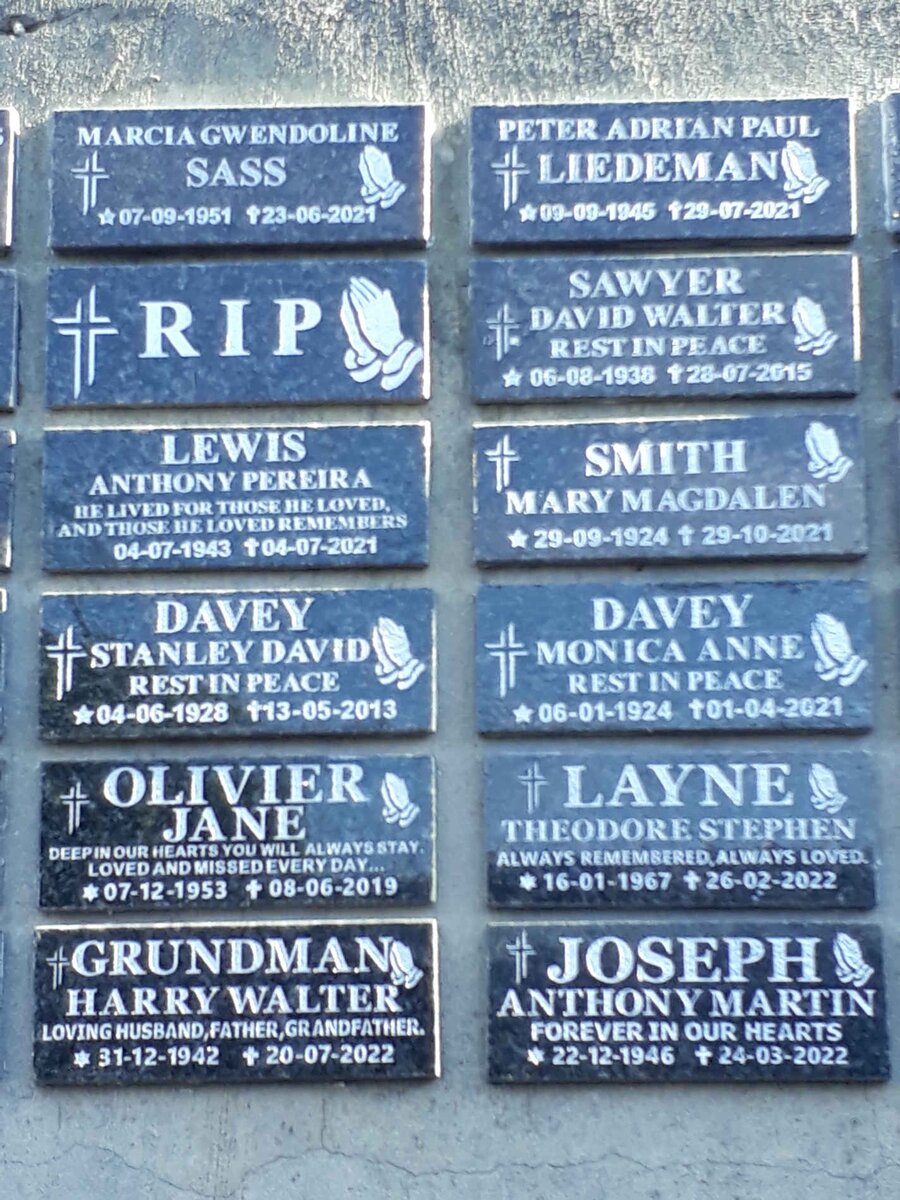 MARCIA GWENDOLINE
SASS
07-09-1951 23-06-2021
RIP
LEWIS
ANTHONY PEREIRA
HE LIVED FOR THOSE HE LOVED,
AND THOSE HE LOVED REMEMBERS
04-07-1943 04-07-2021
DAVEY
STANLEY DAVID
REST IN PEACE
04-06-1928 13-05-2013
OLIVIER
JANE
DEEP IN OUR HEARTS YOU WILL ALWAYS STAY.
LOVED AND MISSED EVERY DAY...
07-12-1953 08-06-2019
GRUNDMAN
HARRY WALTER
LOVING HUSBAND, FATHER, GRANDFATHER.
31-12-1942 20-07-2022
PETER ADRIAN PAUL
LIEDEMAN
09-09-1945 29-07-2021
SAWYER
DAVID WALTER
REST IN PEACE
06-08-1938 28-07-2015
SMITH
MARY MAGDALEN
29-09-1924 29-10-2021
DAVEY
MONICA ANNE
REST IN PEACE
06-01-1924 01-04-2021
LAYNE
THEODORE STEPHEN
ALWAYS REMEMBERED, ALWAYS LOVED.
16-01-1967 26-02-2022
JOSEPH
ANTHONY MARTIN
FOREVER IN OUR HEARTS
22-12-1946 24-03-2022